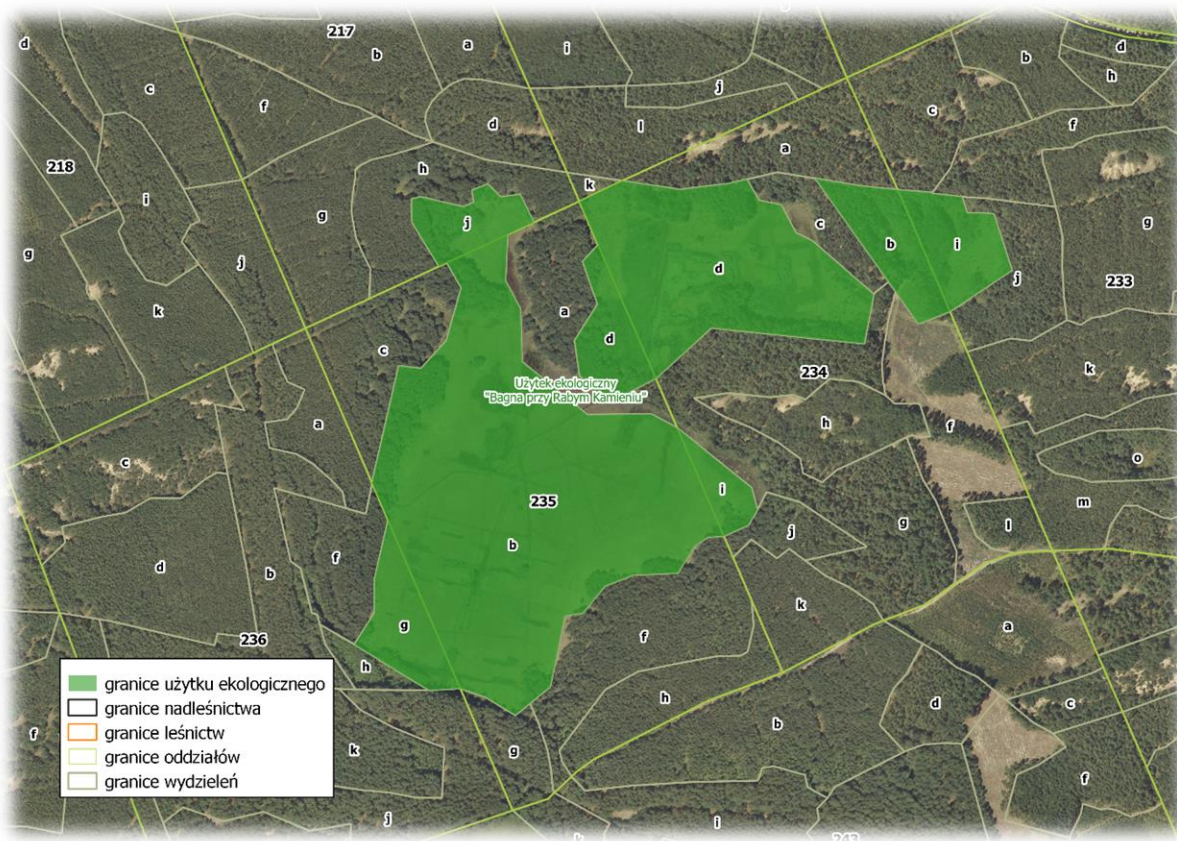 217
d
b
a
i
b
d
h
c
j
f
c
d
l
f
a
218
h
k
i
g
j
c
g
g
j
b
i
d
j
233
k
a
d
c
234
k
Użytek ekologiczny
"Bagna przy Rabym Kamieniu"
a
h
f
c
o
i
235
m
g
l
j
b
d
b
f
k
a
g
f
236
h
h
c
b
d
f
k
g
f
j
i
k
243
granice użytku ekologicznego
granice nadleśnictwa
granice leśnictw
granice oddziałów
granice wydzieleń